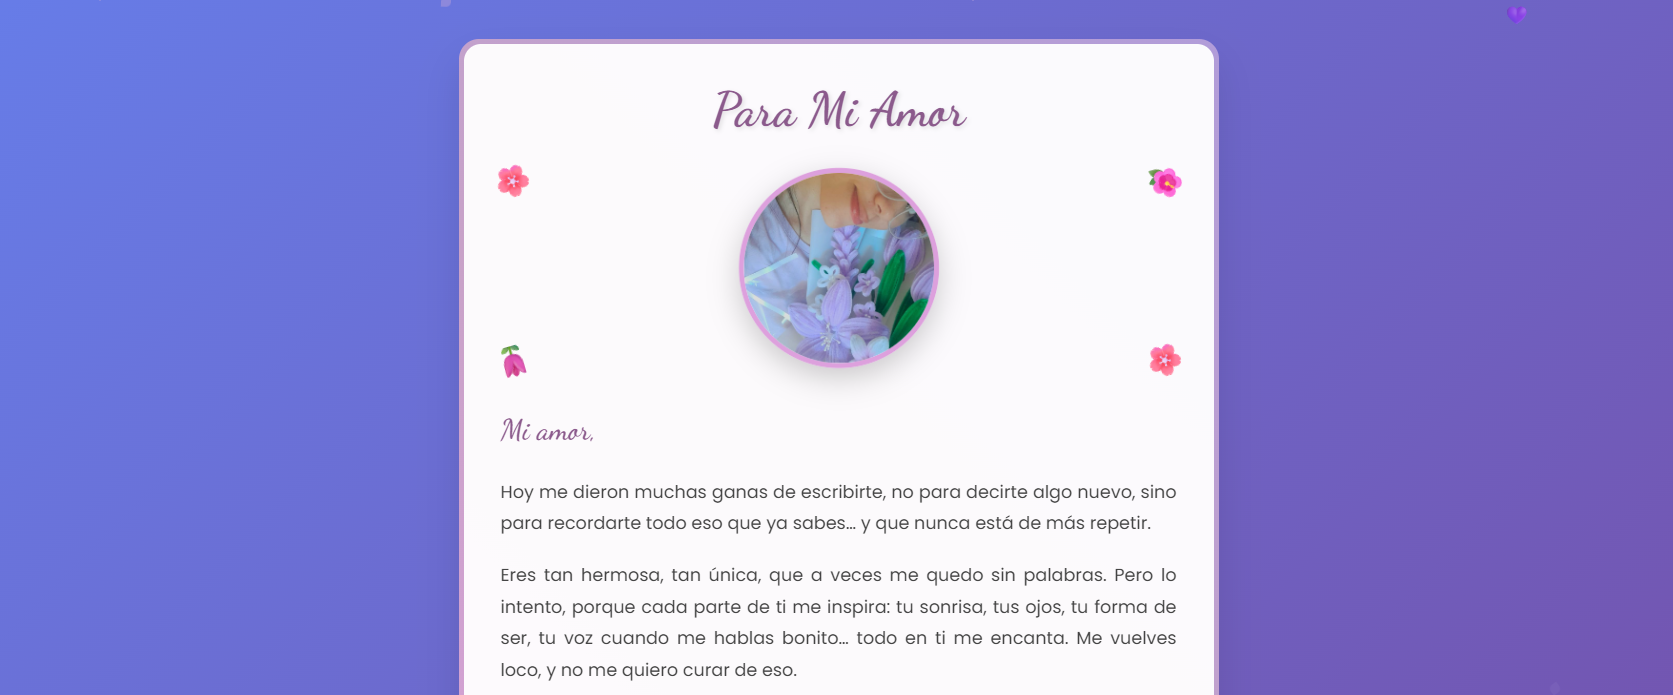 Para Mi Amor
Mi amor,
Hoy me dieron muchas ganas de escribirte, no para decirte algo nuevo, sino
para recordarte todo eso que ya sabes... y que nunca está de más repetir.
Eres tan hermosa, tan única, que a veces me quedo sin palabras. Pero lo
intento, porque cada parte de ti me inspira: tu sonrisa, tus ojos, tu forma de
ser, tu voz cuando me hablas bonito... todo en ti me encanta. Me vuelves
loco, y no me quiero curar de eso.